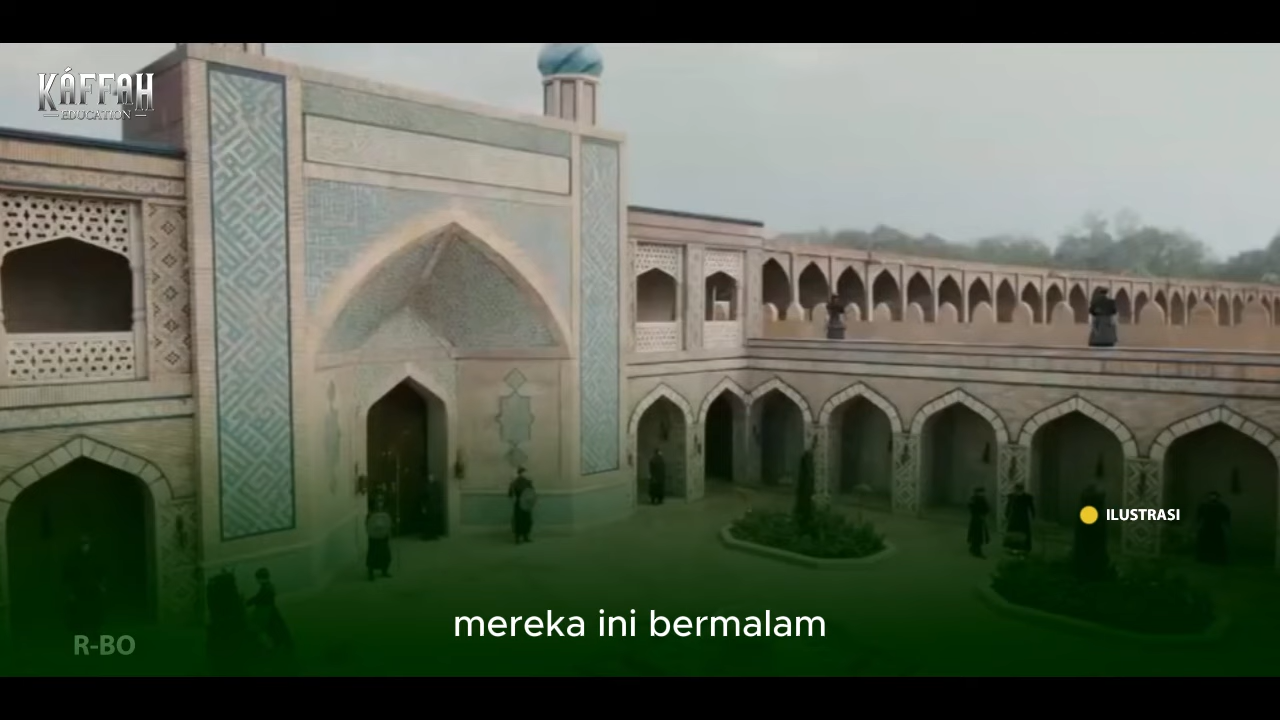 KÁFFAH
EDUCATION
ILUSTRASI
mereka ini bermalam
R-BO